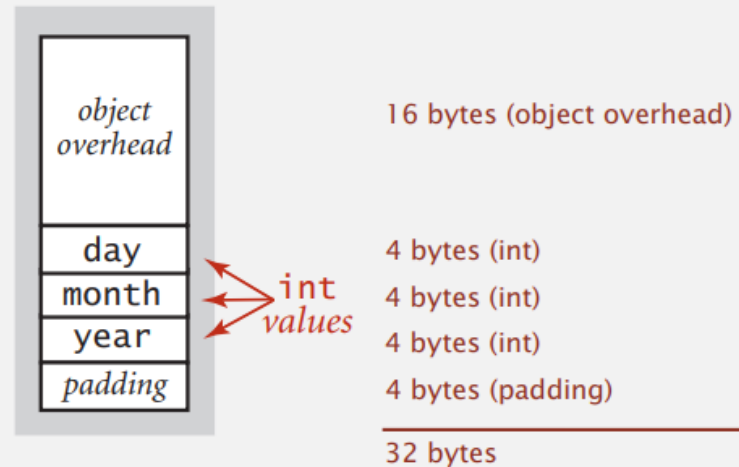 object
overhead
16 bytes (object overhead)
day
4 bytes (int)
month
int
4 bytes (int)
values
year
4 bytes (int)
padding
4 bytes (padding)
32 bytes